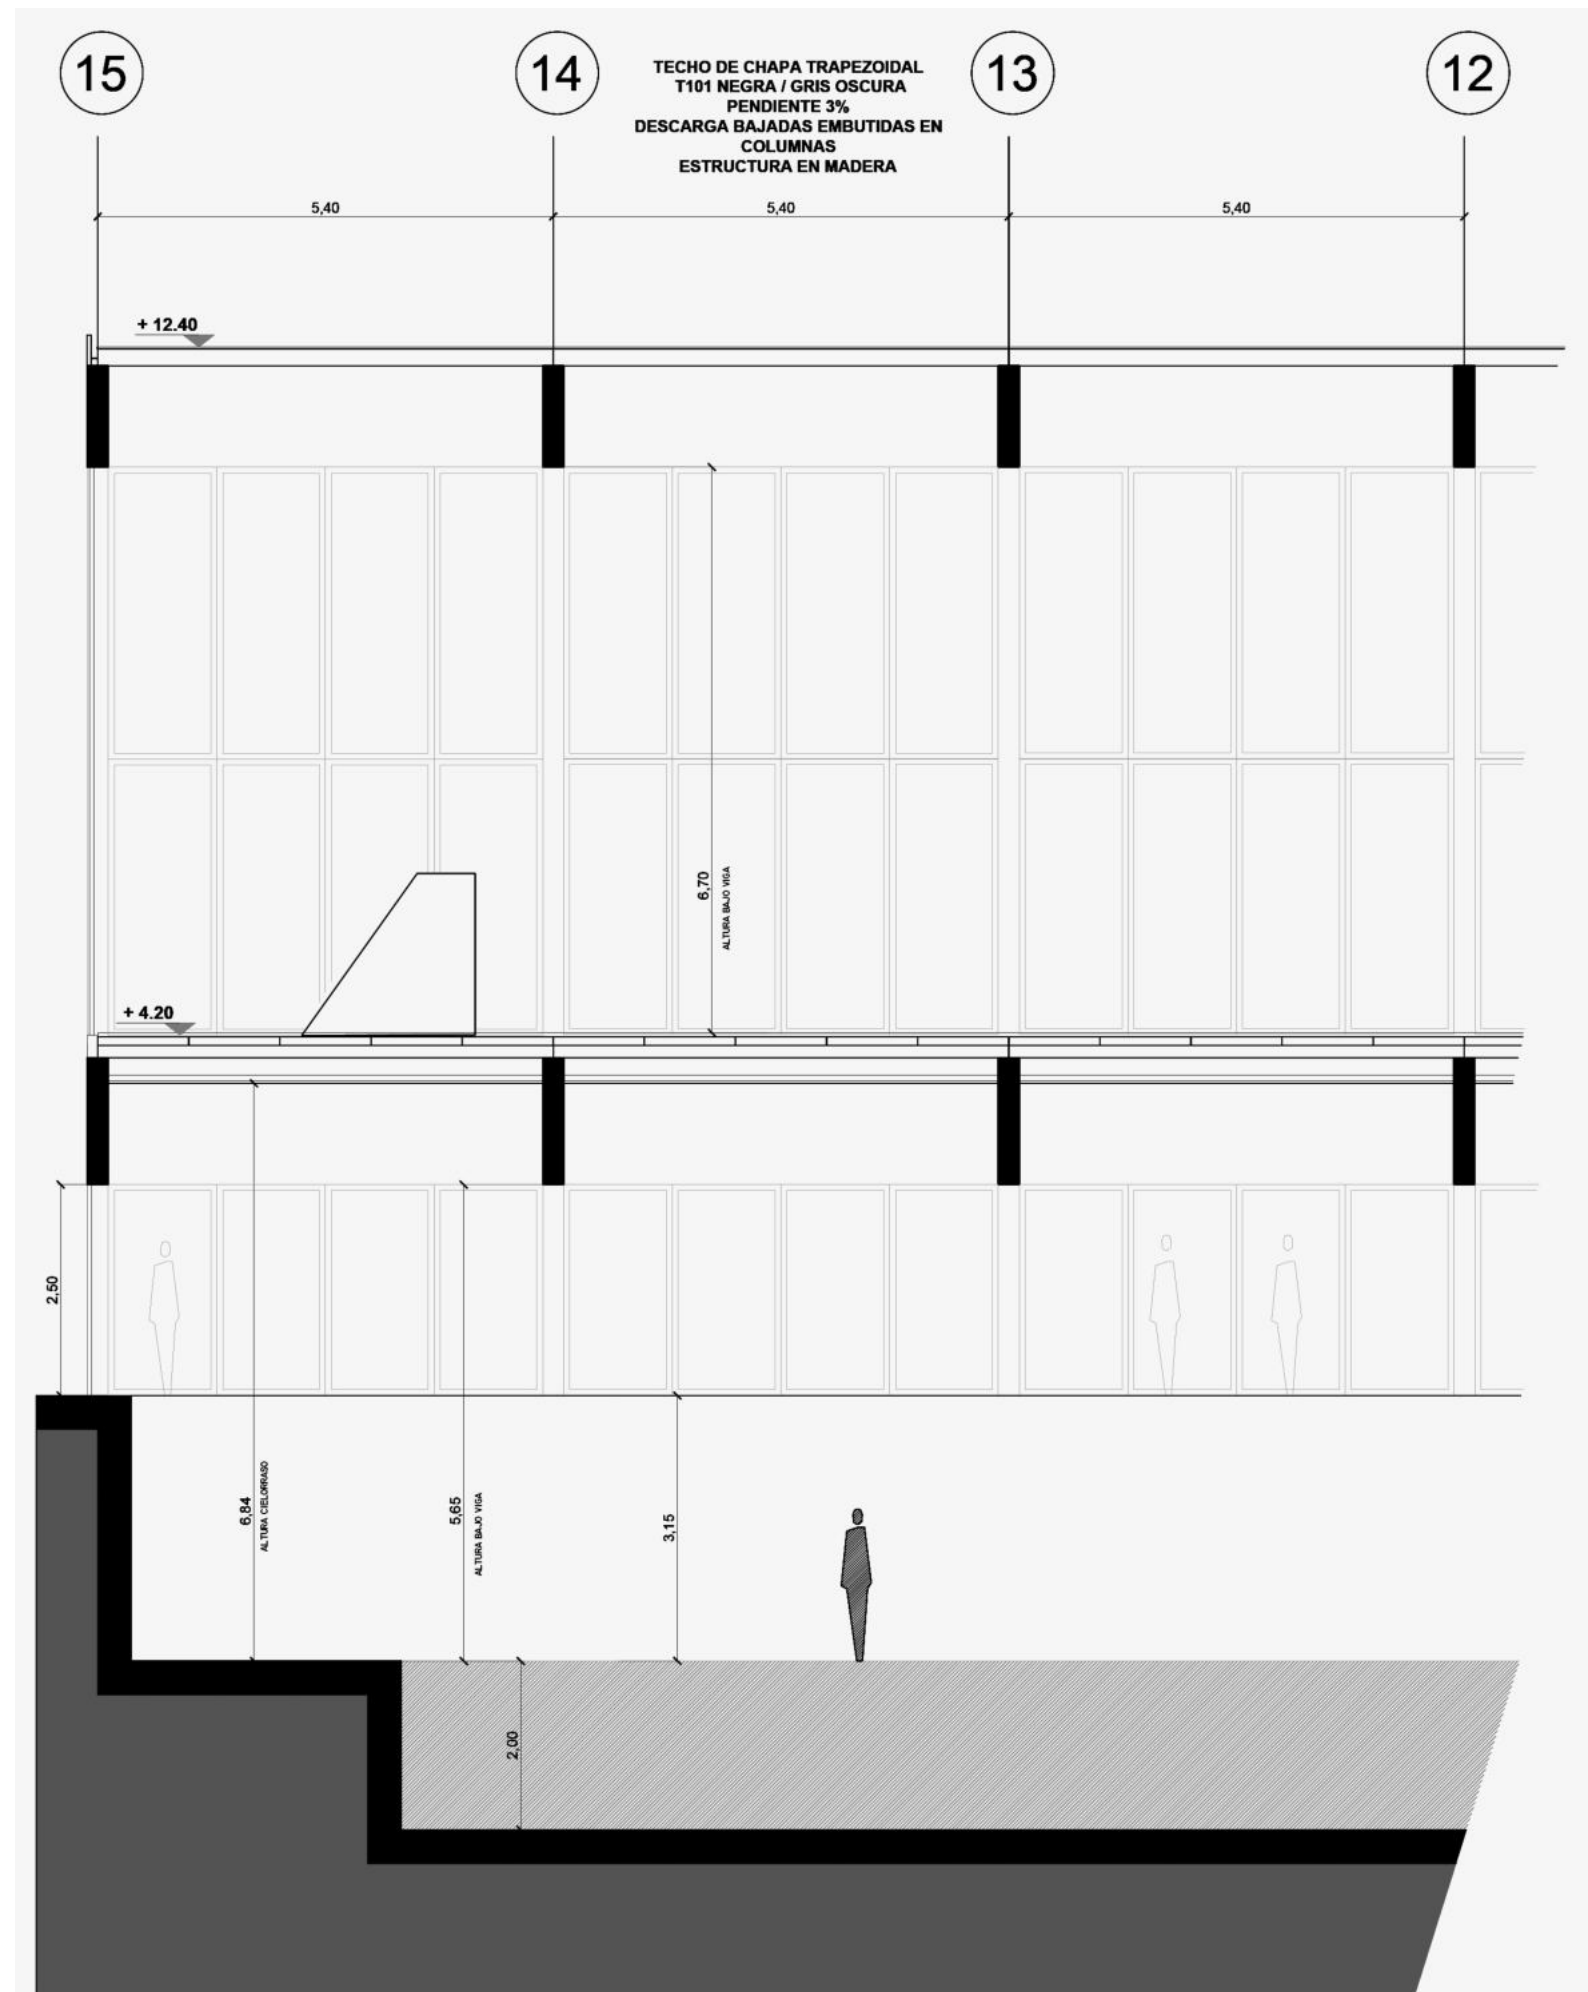 15
14
13
12
TECHO DE CHAPA TRAPEZOIDAL
T101 NEGRA / GRIS OSCURA
PENDIENTE 3%
DESCARGA BAJADAS EMBUTIDAS EN
COLUMNAS
ESTRUCTURA EN MADERA
5,40
5,40
5,40
+ 12.40
6,70
ALTURA BAJO VIGA
+ 4.20
2,50
6,84
ALTURA CIELORRASO
5,65
ALTURA BAJO VIGA
3,15
2,00